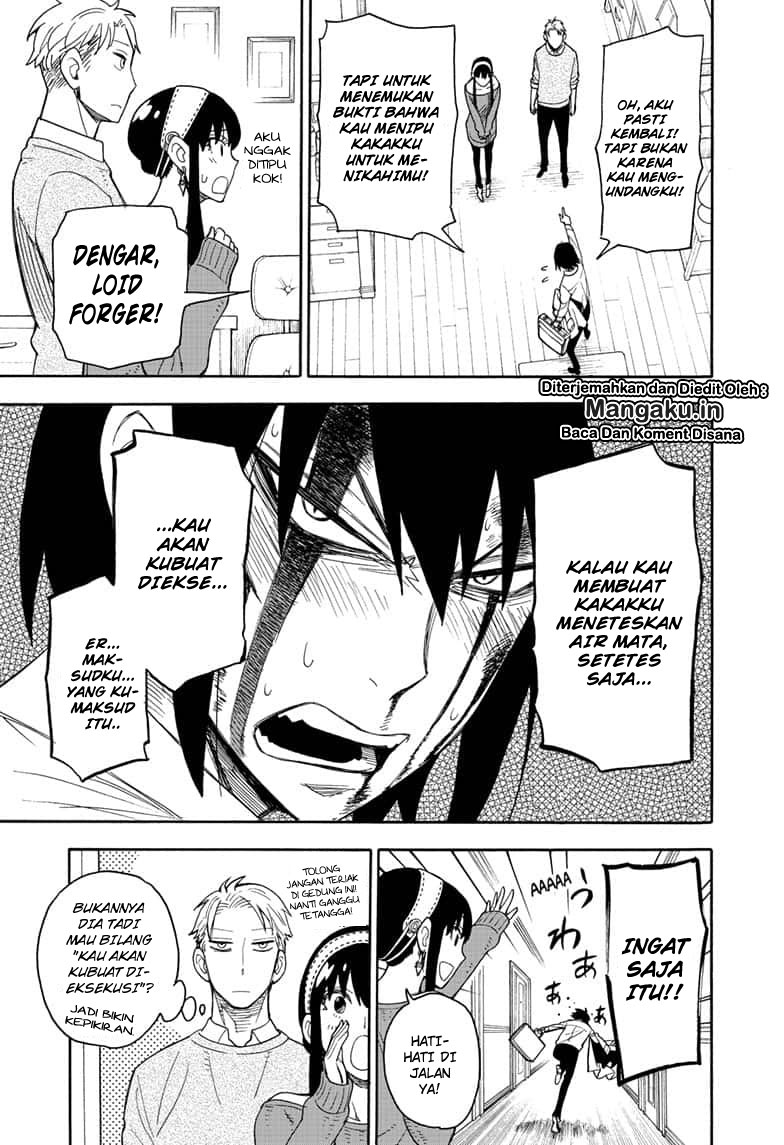 OH, AKU
PASTI
KEMBALI!
TAPI BUKAN
KARENA
KAU MENG-
UNDANGKU!
TAPI UNTUK
MENEMUKAN
BUKTI BAHWA
KAU MENIPU
KAKAKKU
UNTUK ME-
NIKAHIMU!
AKU
NGGAK
DITIPU
KOK!
DENGAR,
LOID
FORGER!
Diterjemahkan dan Diedit Oleh :
Mangaku.in
Baca Dan Koment Disana
KALAU KAU
MEMBUAT
KAKAKKU
MENETESKAN
AIR MATA,
SETETES
SAJA...
...KAU
AKAN
KUBUAT
DIEKSE...
ER...
MAK-
SUDKU...
YANG KU-
MAKSUD
ITU..
INGAT
SAJA
ITU!!
AAAAA
うわぁぁ
HATI-
HATI DI
JALAN
YA!
TOLONG
JANGAN TERIAK
DI GEDUNG INI!
NANTI GANGGU
TETANGGA!
BUKANNYA
DIA TADI
MAU BILANG
"KAU AKAN
KUBUAT DI-
EKSEKUSI"?
JADI BIKIN
KEPIKIRAN.